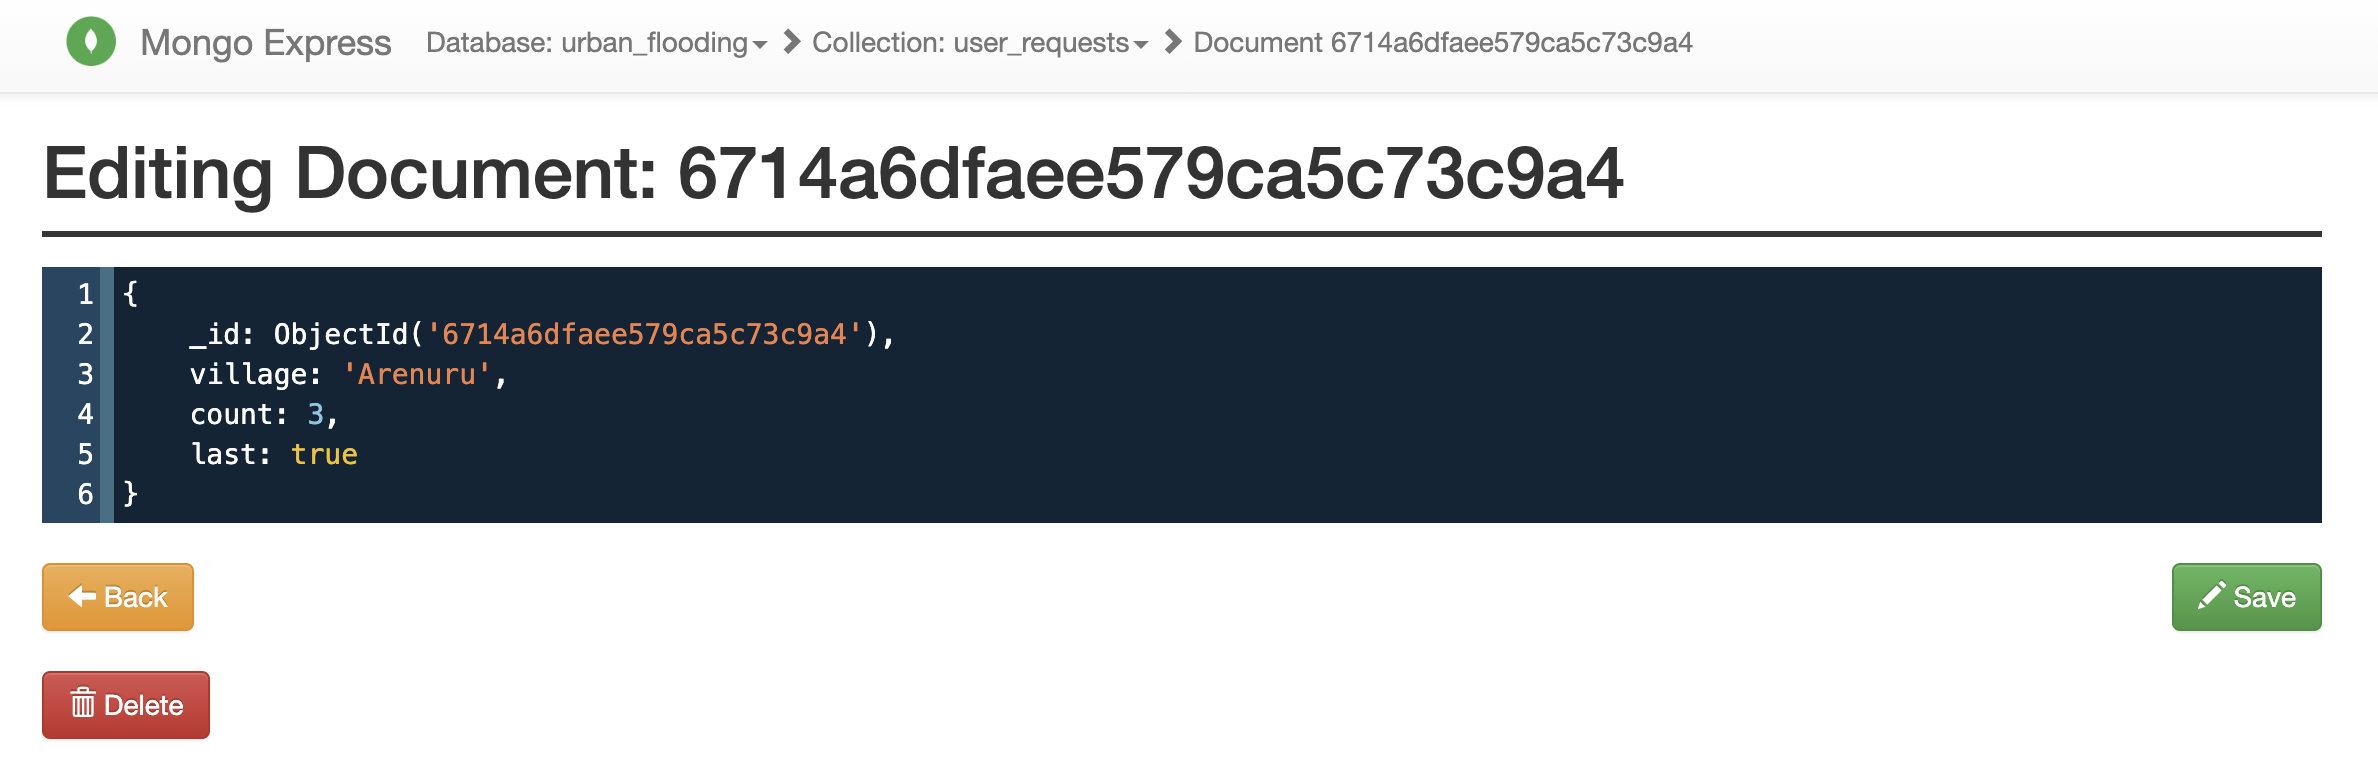 Mongo Express Database: urban_flooding Collection: user_requests Document 6714a6dfaee579ca5c73c9a4
Editing Document: 6714a6dfaee579ca5c73c9a4
1 {
2 _id: ObjectId('6714a6dfaee579ca5c73c9a4'),
3 village: 'Arenuru',
4 count: 3,
5 last: true
6 }
Back
Save
Delete